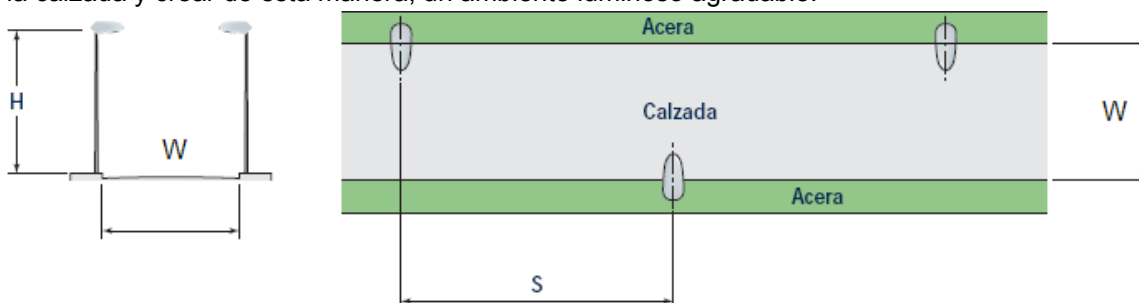 la calzada y crear de esta manera, un ambiente luminoso agradable.
Acera
H
W
Calzada
W
Acera
S